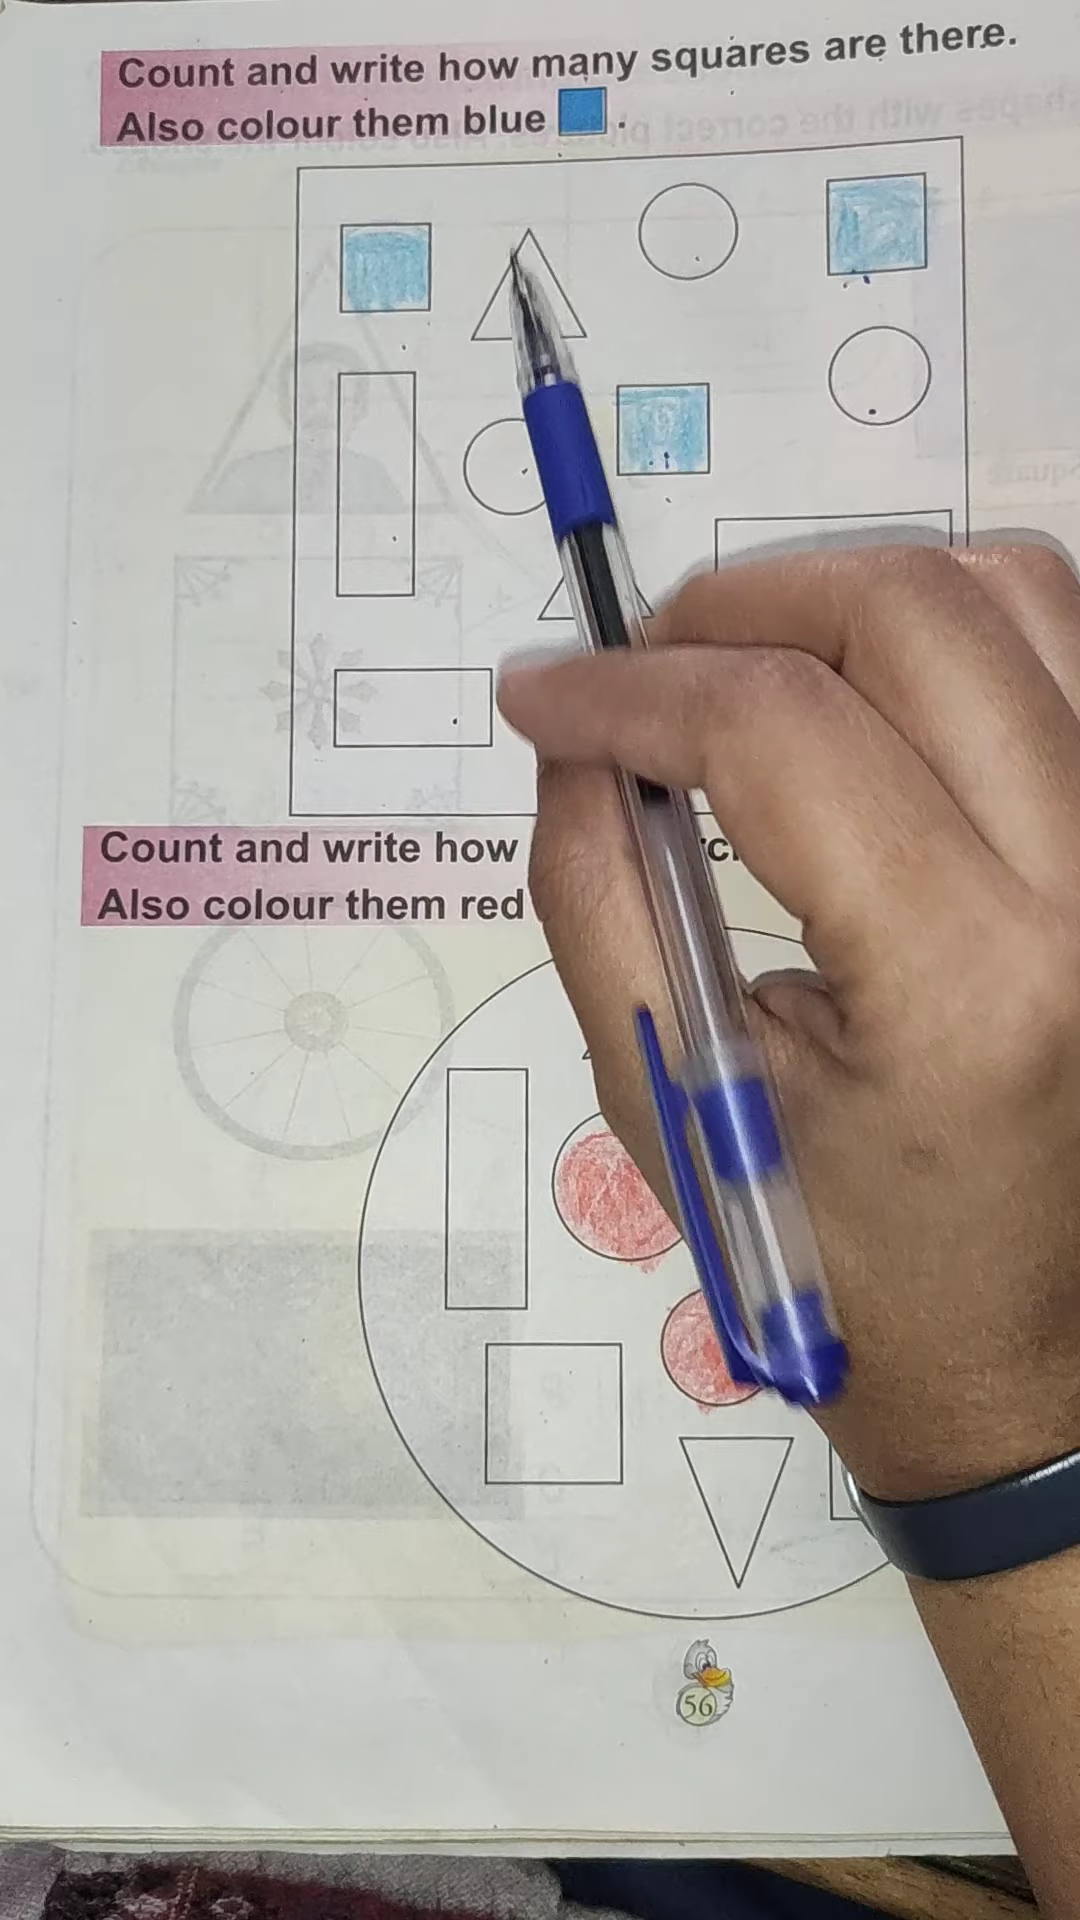 Count and write how many squares are there.
Also colour them blue .
Count and write how
Also colour them red
56